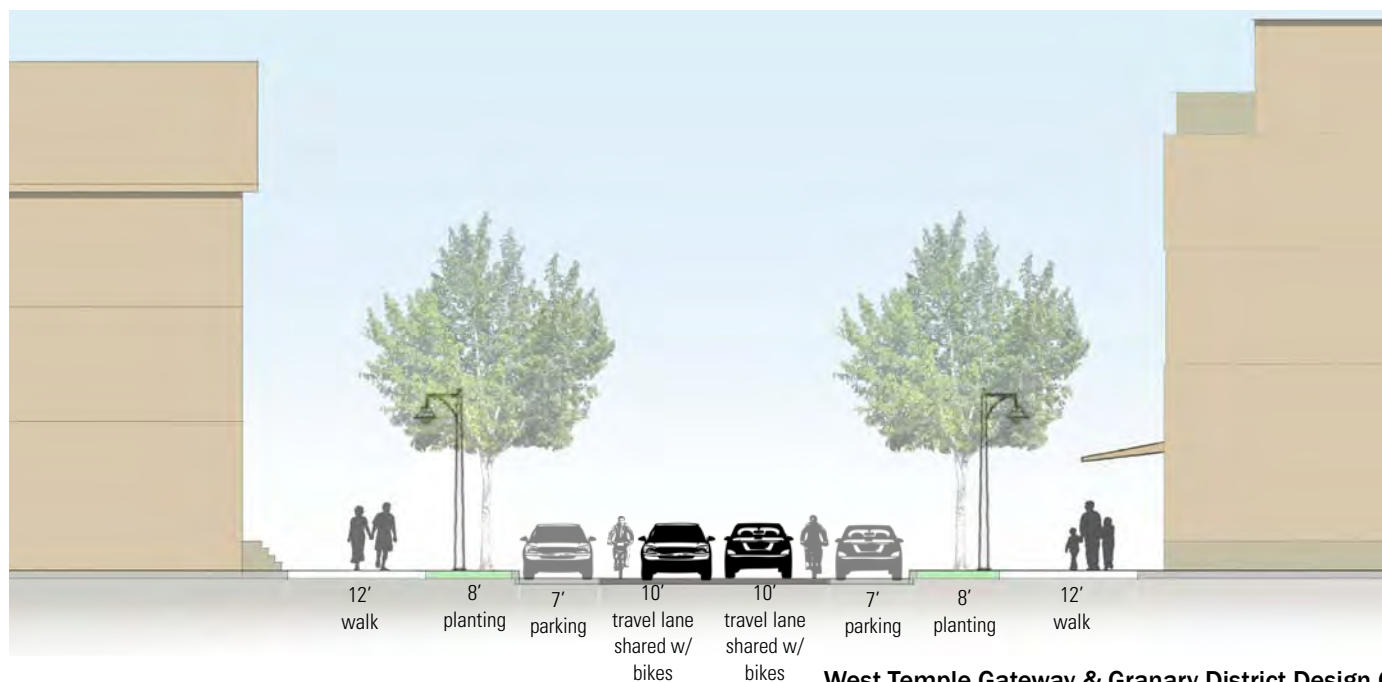 12’
walk
8’
planting
7’
parking
10’
travel lane
shared w/
bikes
10’
travel lane
shared w/
bikes
7’
parking
8’
planting
12’
walk
West Temple Gateway & Granary District Design